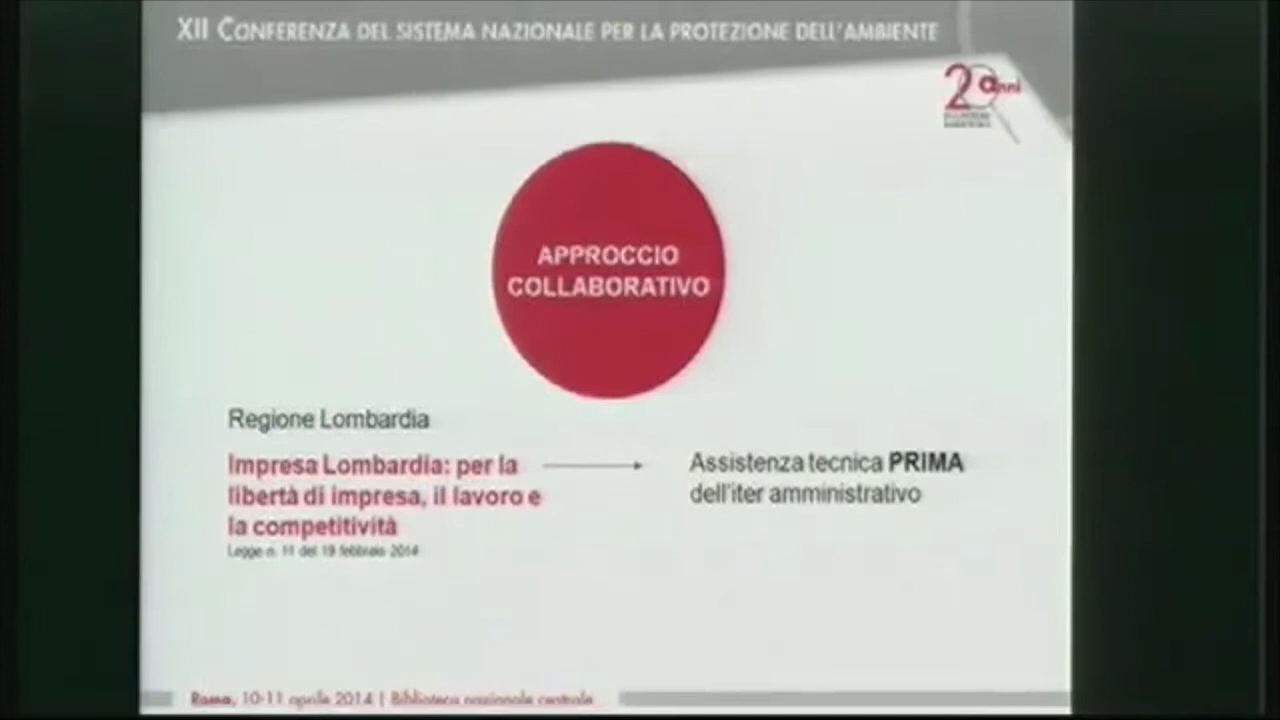 XII CONFERENZA DEL SISTEMA NAZIONALE PER LA PROTEZIONE DELL'AMBIENTE
20 anni
APPROCCIO
COLLABORATIVO
Regione Lombardia
Impresa Lombardia: per la
libertà di impresa, il lavoro e
la competitività
Legge n. 11 del 19 febbraio 2014
Assistenza tecnica PRIMA
dell'iter amministrativo
Roma, 10-11 aprile 2014 | Biblioteca nazionale centrale